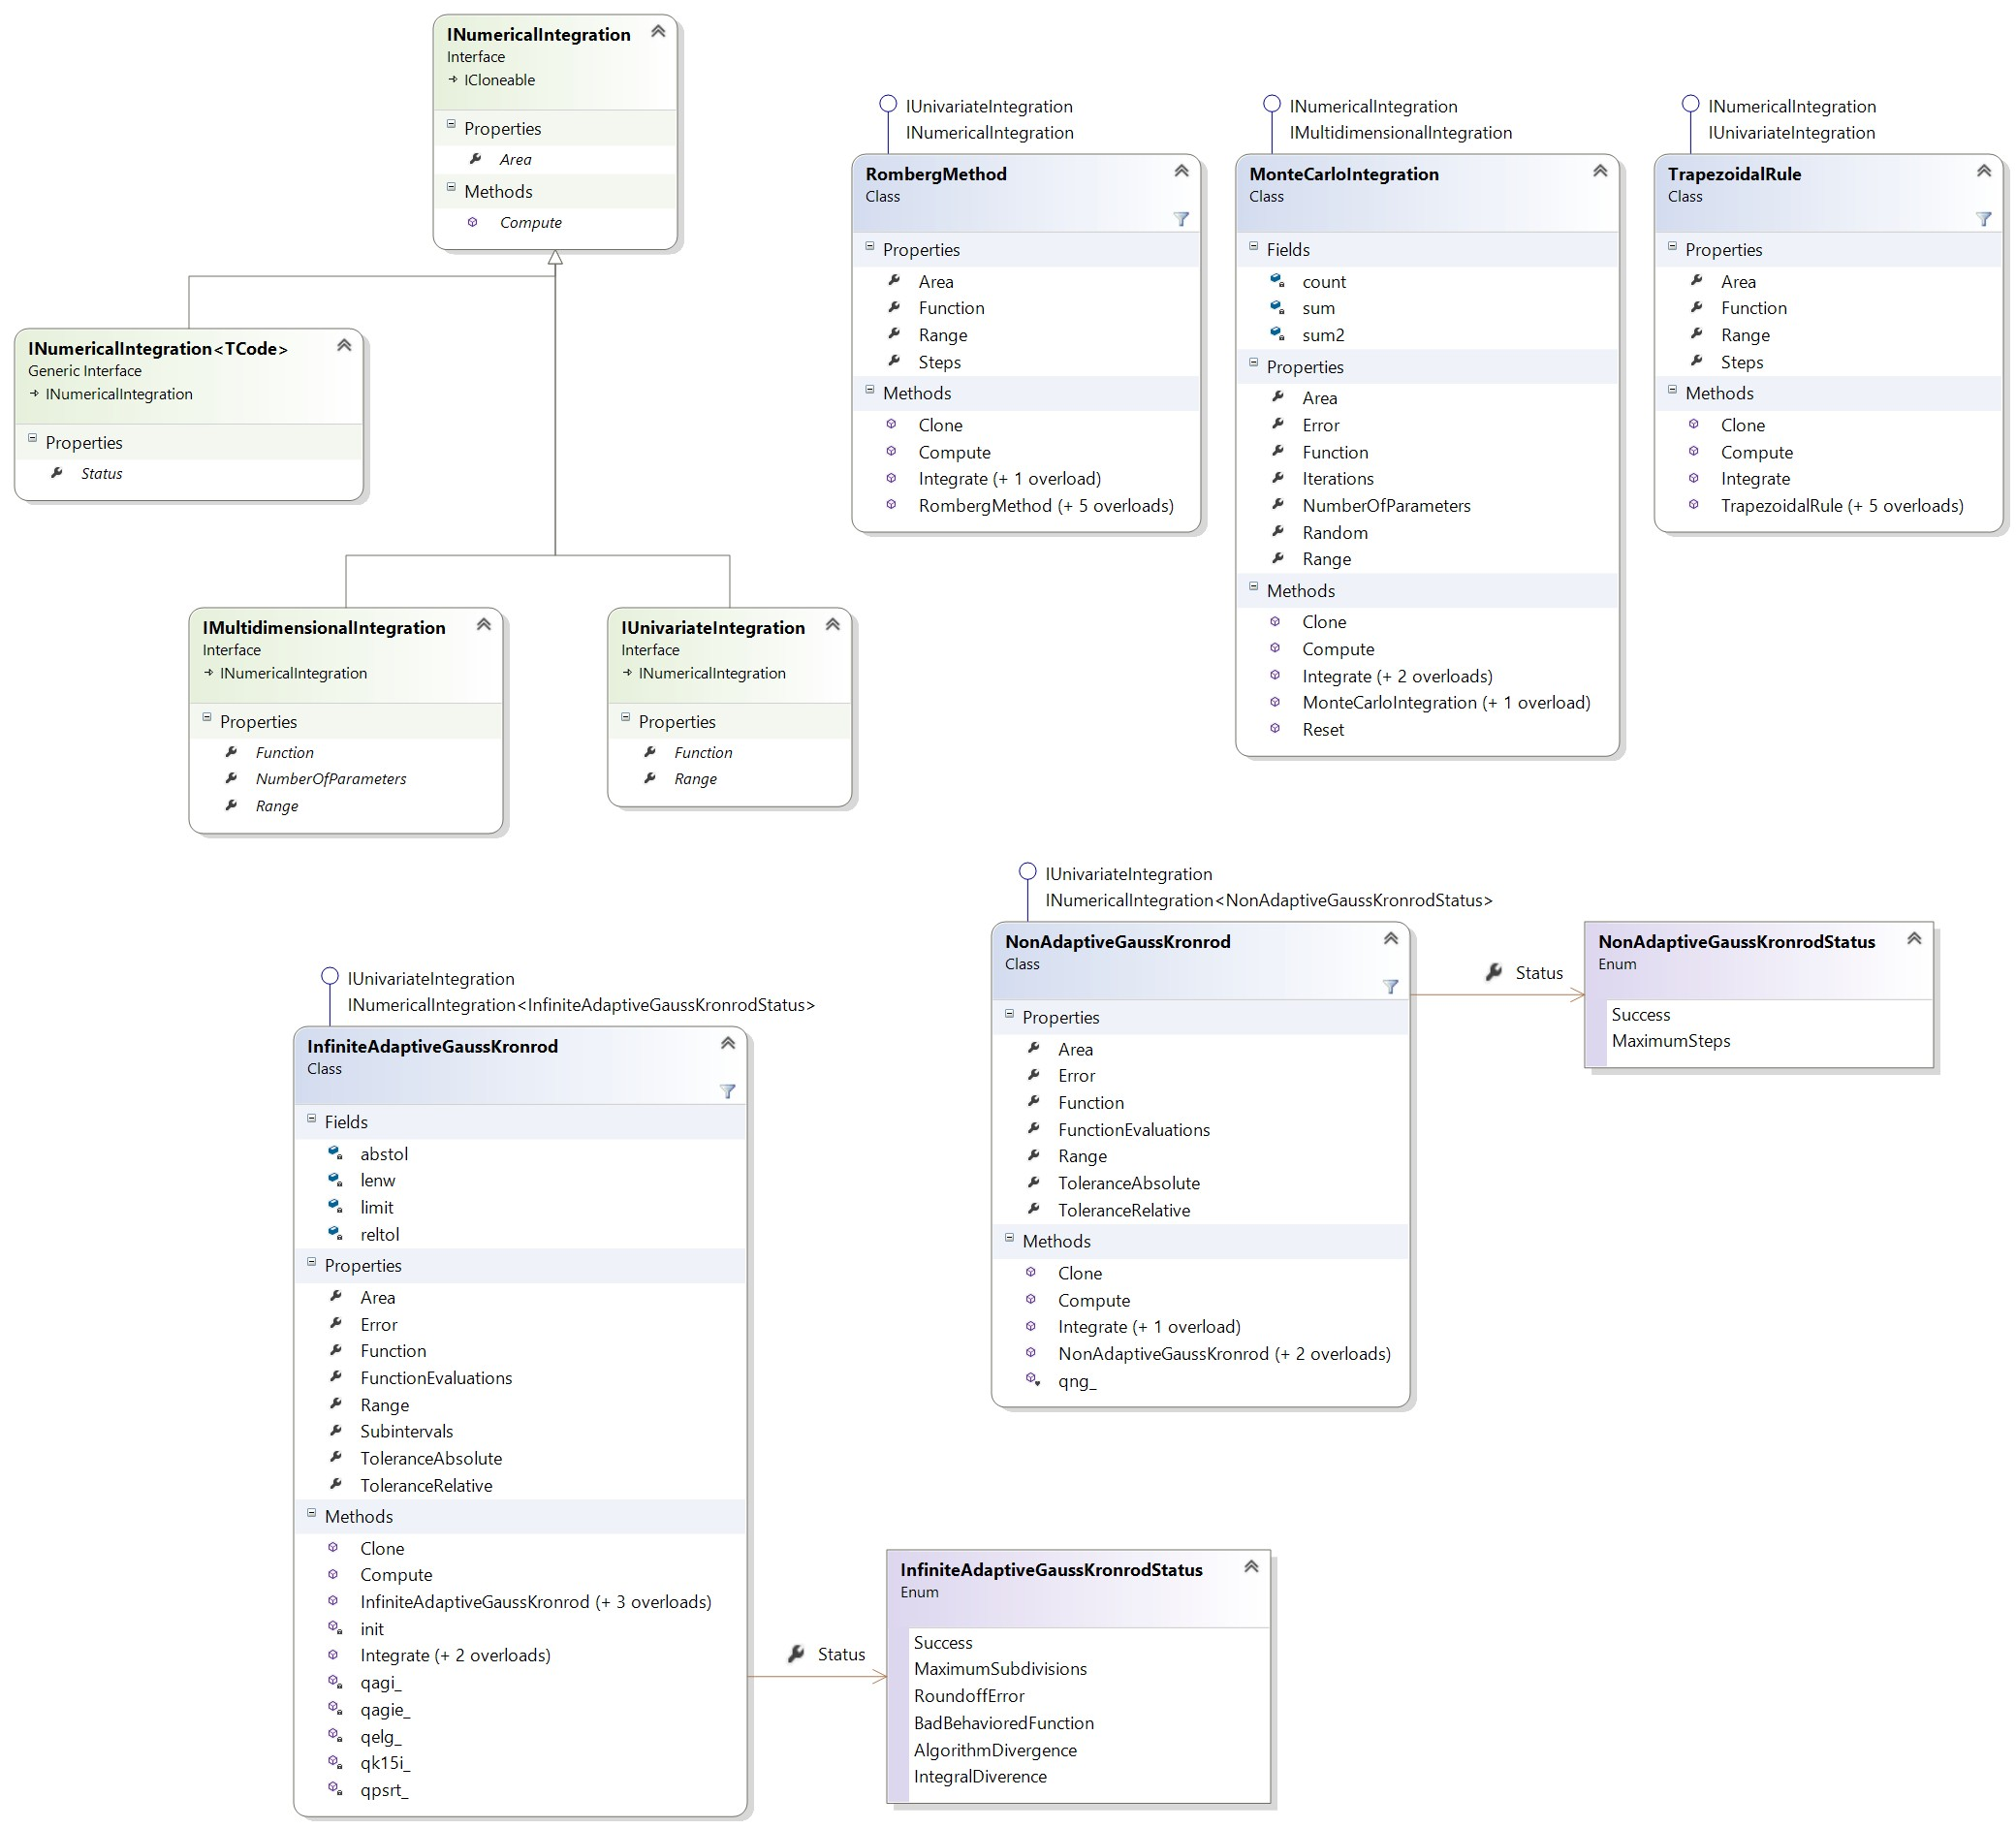 INumericalIntegration
Interface
ICloneable
Properties
Area
Methods
Compute
INumericalIntegration<TCode>
Generic Interface
INumericalIntegration
Properties
Status
IMultidimensionalIntegration
Interface
INumericalIntegration
Properties
Function
NumberOfParameters
Range
IUnivariateIntegration
Interface
INumericalIntegration
Properties
Function
Range
IUnivariateIntegration
INumericalIntegration
RombergMethod
Class
Properties
Area
Function
Range
Steps
Methods
Clone
Compute
Integrate (+ 1 overload)
RombergMethod (+ 5 overloads)
INumericalIntegration
IMultidimensionalIntegration
MonteCarloIntegration
Class
Fields
count
sum
sum2
Properties
Area
Error
Function
Iterations
NumberOfParameters
Random
Range
Methods
Clone
Compute
Integrate (+ 2 overloads)
MonteCarloIntegration (+ 1 overload)
Reset
INumericalIntegration
IUnivariateIntegration
TrapezoidalRule
Class
Properties
Area
Function
Range
Steps
Methods
Clone
Compute
Integrate
TrapezoidalRule (+ 5 overloads)
IUnivariateIntegration
INumericalIntegration<NonAdaptiveGaussKronrodStatus>
NonAdaptiveGaussKronrod
Class
Properties
Area
Error
Function
FunctionEvaluations
Range
ToleranceAbsolute
ToleranceRelative
Methods
Clone
Compute
Integrate (+ 1 overload)
NonAdaptiveGaussKronrod (+ 2 overloads)
qng_
Status
NonAdaptiveGaussKronrodStatus
Enum
Success
MaximumSteps
IUnivariateIntegration
INumericalIntegration<InfiniteAdaptiveGaussKronrodStatus>
InfiniteAdaptiveGaussKronrod
Class
Fields
abstol
lenw
limit
reltol
Properties
Area
Error
Function
FunctionEvaluations
Range
Subintervals
ToleranceAbsolute
ToleranceRelative
Methods
Clone
Compute
InfiniteAdaptiveGaussKronrod (+ 3 overloads)
init
Integrate (+ 2 overloads)
qagi_
qagie_
qelg_
qk15i_
qpsrt_
Status
InfiniteAdaptiveGaussKronrodStatus
Enum
Success
MaximumSubdivisions
RoundoffError
BadBehavioredFunction
AlgorithmDivergence
IntegralDiverence